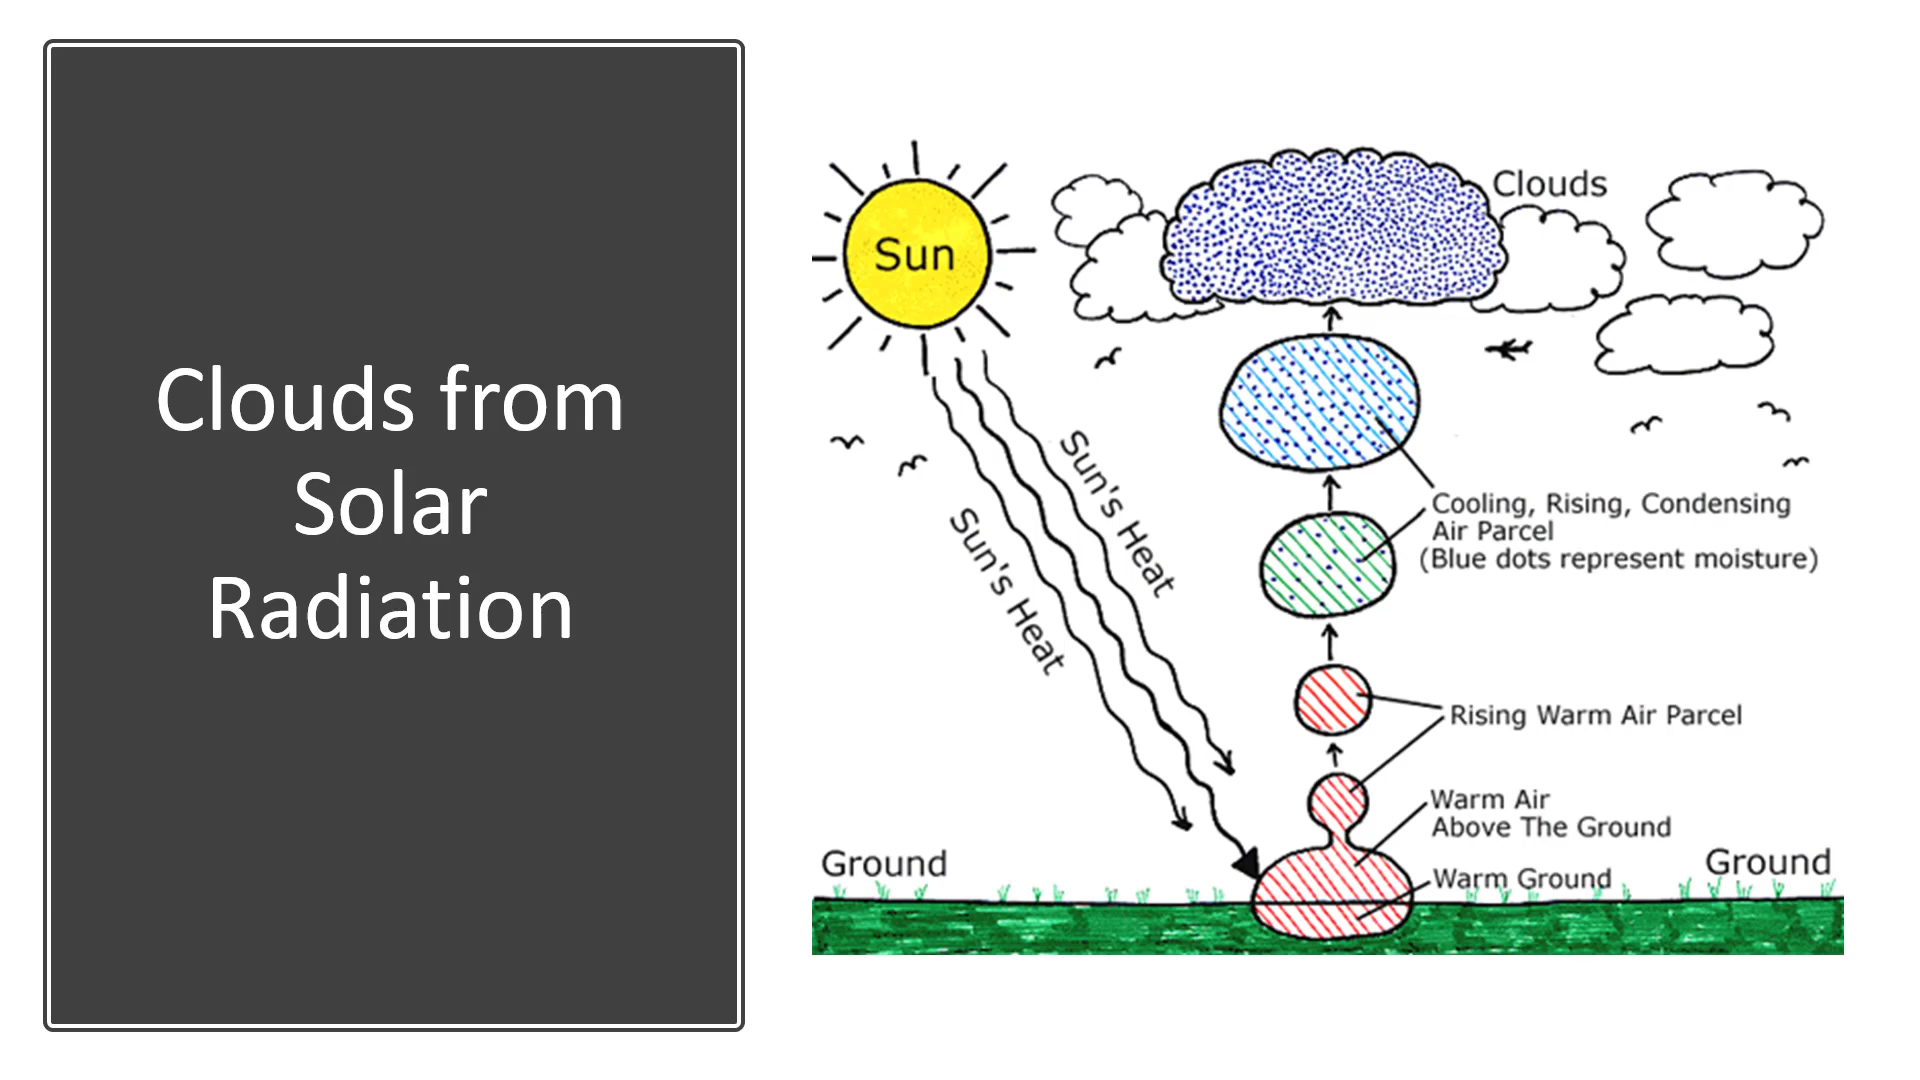 Clouds from
Solar
Radiation
Sun
Clouds
Sun's Heat
Sun's Heat
Cooling, Rising, Condensing
Air Parcel
(Blue dots represent moisture)
Rising Warm Air Parcel
Warm Air
Above The Ground
Warm Ground
Ground
Ground